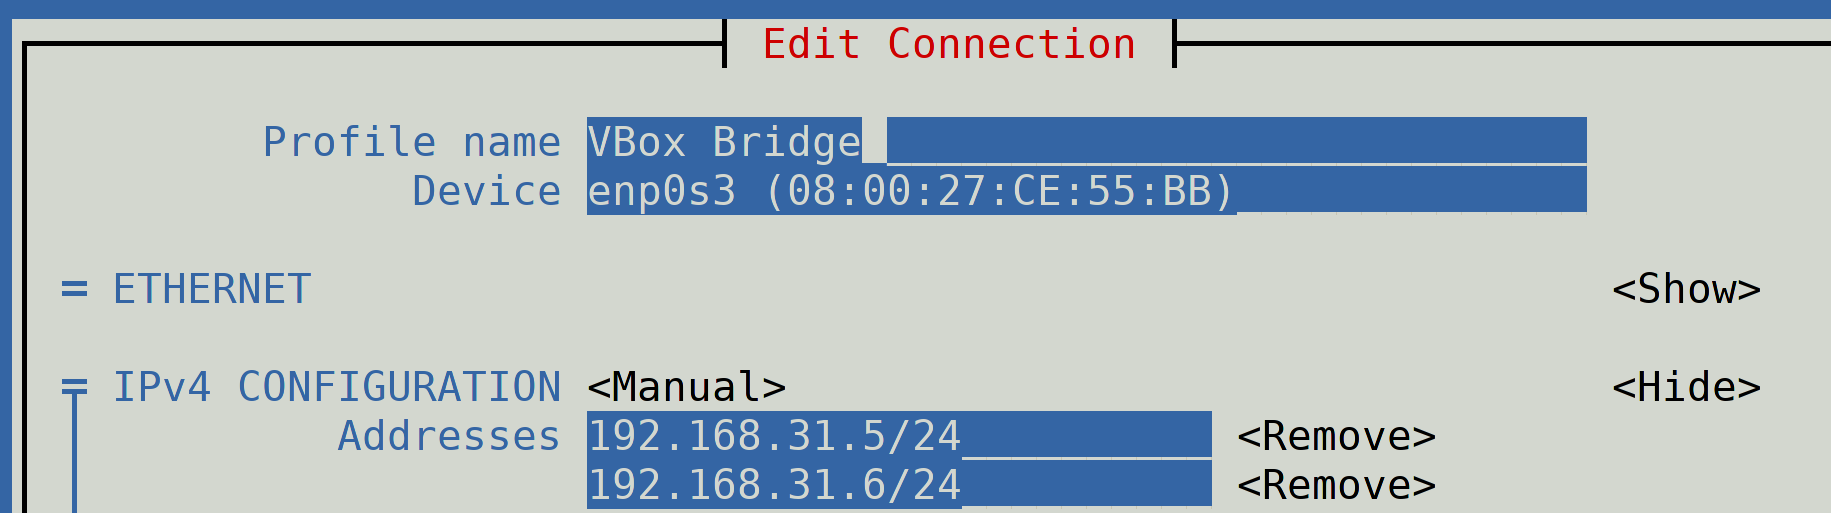 Edit Connection
Profile name VBox Bridge
Device enp0s3 (08:00:27:CE:55:BB)
= ETHERNET <Show>
= IPv4 CONFIGURATION <Manual> <Hide>
Addresses 192.168.31.5/24 <Remove>
192.168.31.6/24 <Remove>